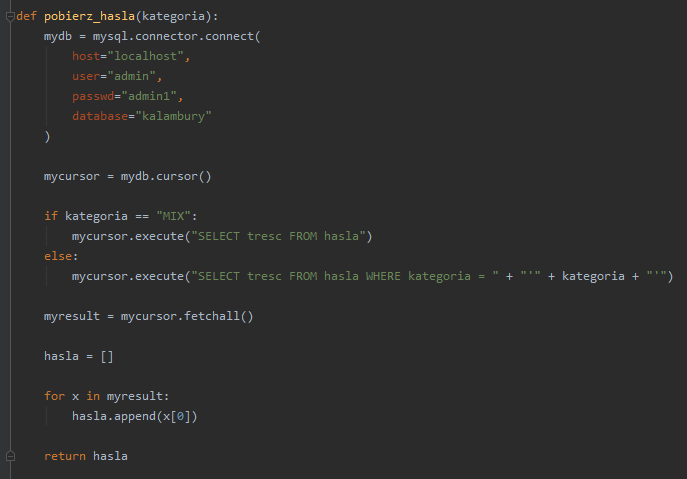 def pobierz_hasla(kategoria):
    mydb = mysql.connector.connect(
        host="localhost",
        user="admin",
        passwd="admin1",
        database="kalambury"
    )

    mycursor = mydb.cursor()

    if kategoria == "MIX":
        mycursor.execute("SELECT tresc FROM hasla")
    else:
        mycursor.execute("SELECT tresc FROM hasla WHERE kategoria = " + "'" + kategoria + "'")

    myresult = mycursor.fetchall()

    hasla = []

    for x in myresult:
        hasla.append(x[0])

    return hasla